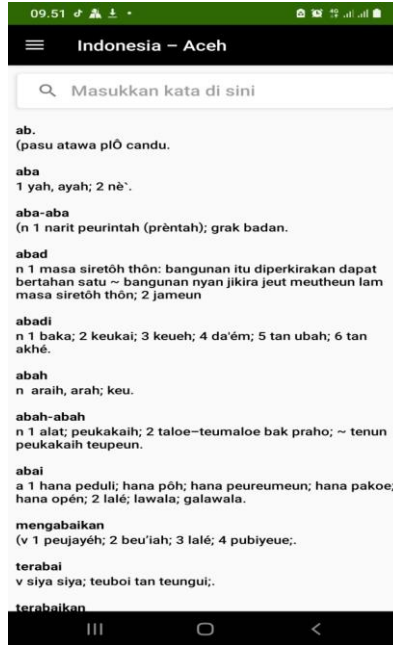 09.51
Indonesia – Aceh
Masukkan kata di sini
ab.
(pasu atawa plÔ candu.
aba
1 yah, ayah; 2 nè`.
aba-aba
(n 1 narit peurintah (prèntah); grak badan.
abad
n 1 masa siretôh thôn: bangunan itu diperkirakan dapat
bertahan satu ~ bangunan nyan jikira jeut meutheun lam
masa siretôh thôn; 2 jameun
abadi
n 1 baka; 2 keukai; 3 keueh; 4 da'ém; 5 tan ubah; 6 tan
akhé.
abah
n araih, arah; keu.
abah-abah
n 1 alat; peukakaih; 2 taloe–teumaloe bak praho; ~ tenun
peukakaih teupeun.
abai
a 1 hana peduli; hana pôh; hana peureumeun; hana pakoe;
hana opén; 2 lalé; lawala; galawala.
mengabaikan
(v 1 peujayéh; 2 beu'iah; 3 lalé; 4 pubiyeue;.
terabai
v siya siya; teuboi tan teungui;.
terabaikan